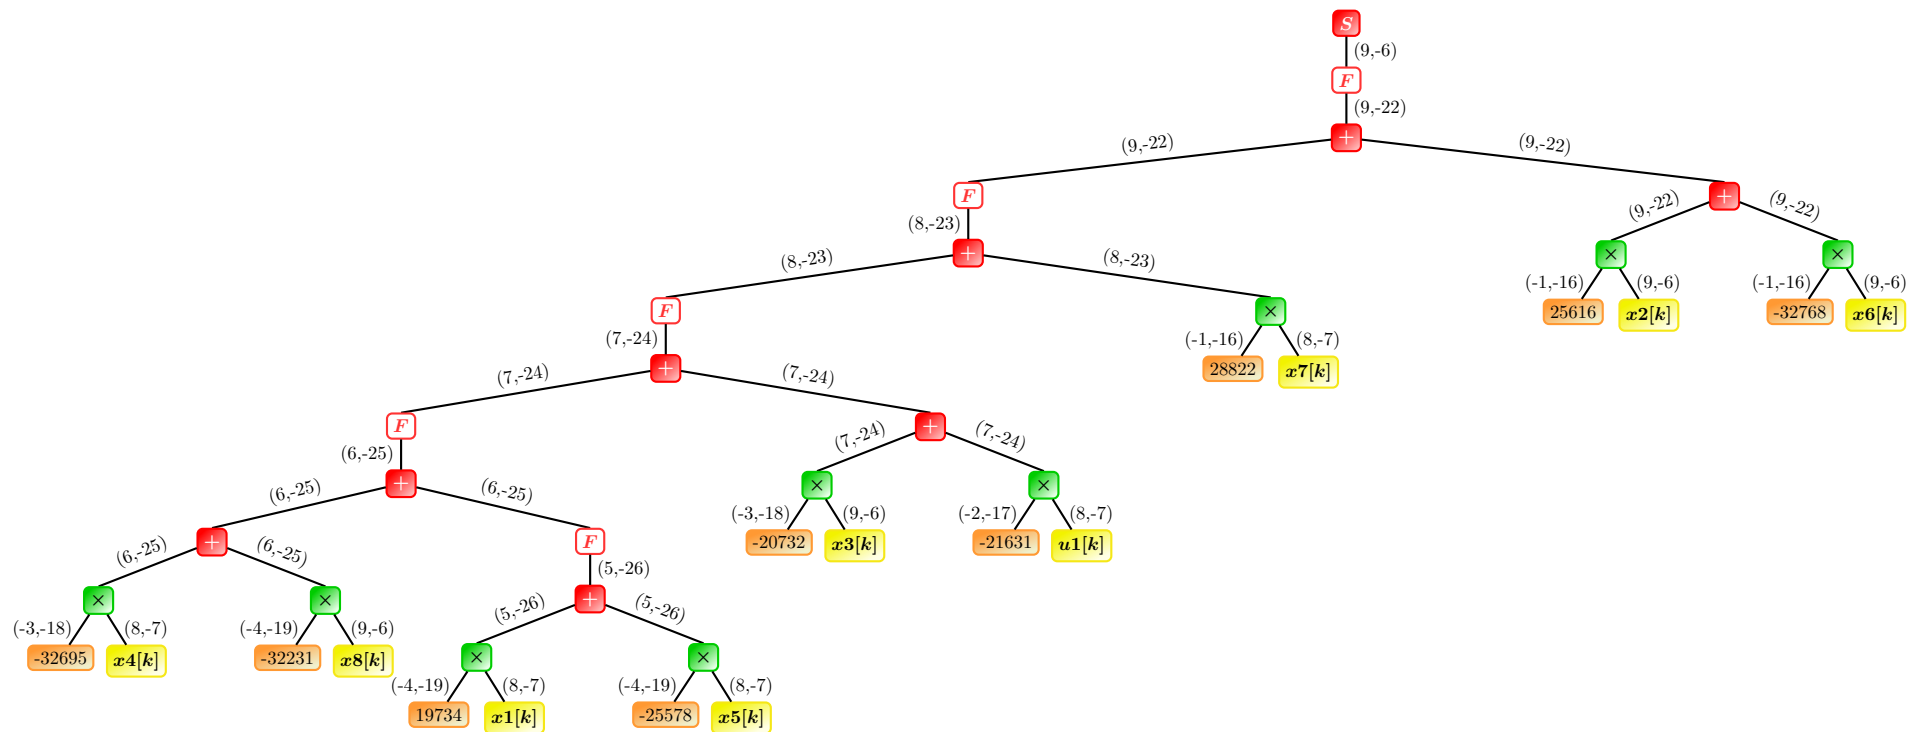 S
(9,-6)
F
(9,-22)
+
(9,-22) (9,-22)
F +
(8,-23) (9,-22) (9,-22)
+ × ×
(8,-23) (8,-23) (-1,-16) (9,-6) (-1,-16) (9,-6)
F × 25616 x2[k] -32768 x6[k]
(7,-24) (-1,-16) (8,-7)
+ 28822 x7[k]
(7,-24) (7,-24)
F +
(6,-25) (7,-24) (7,-24)
+ × ×
(6,-25) (6,-25) (-3,-18) (9,-6) (-2,-17) (8,-7)
+ F -20732 x3[k] -21631 u1[k]
(6,-25) (6,-25) (5,-26)
× × +
(-3,-18) (8,-7) (-4,-19) (9,-6) (5,-26) (5,-26)
-32695 x4[k] -32231 x8[k] × ×
(-4,-19) (8,-7) (-4,-19) (8,-7)
19734 x1[k] -25578 x5[k]